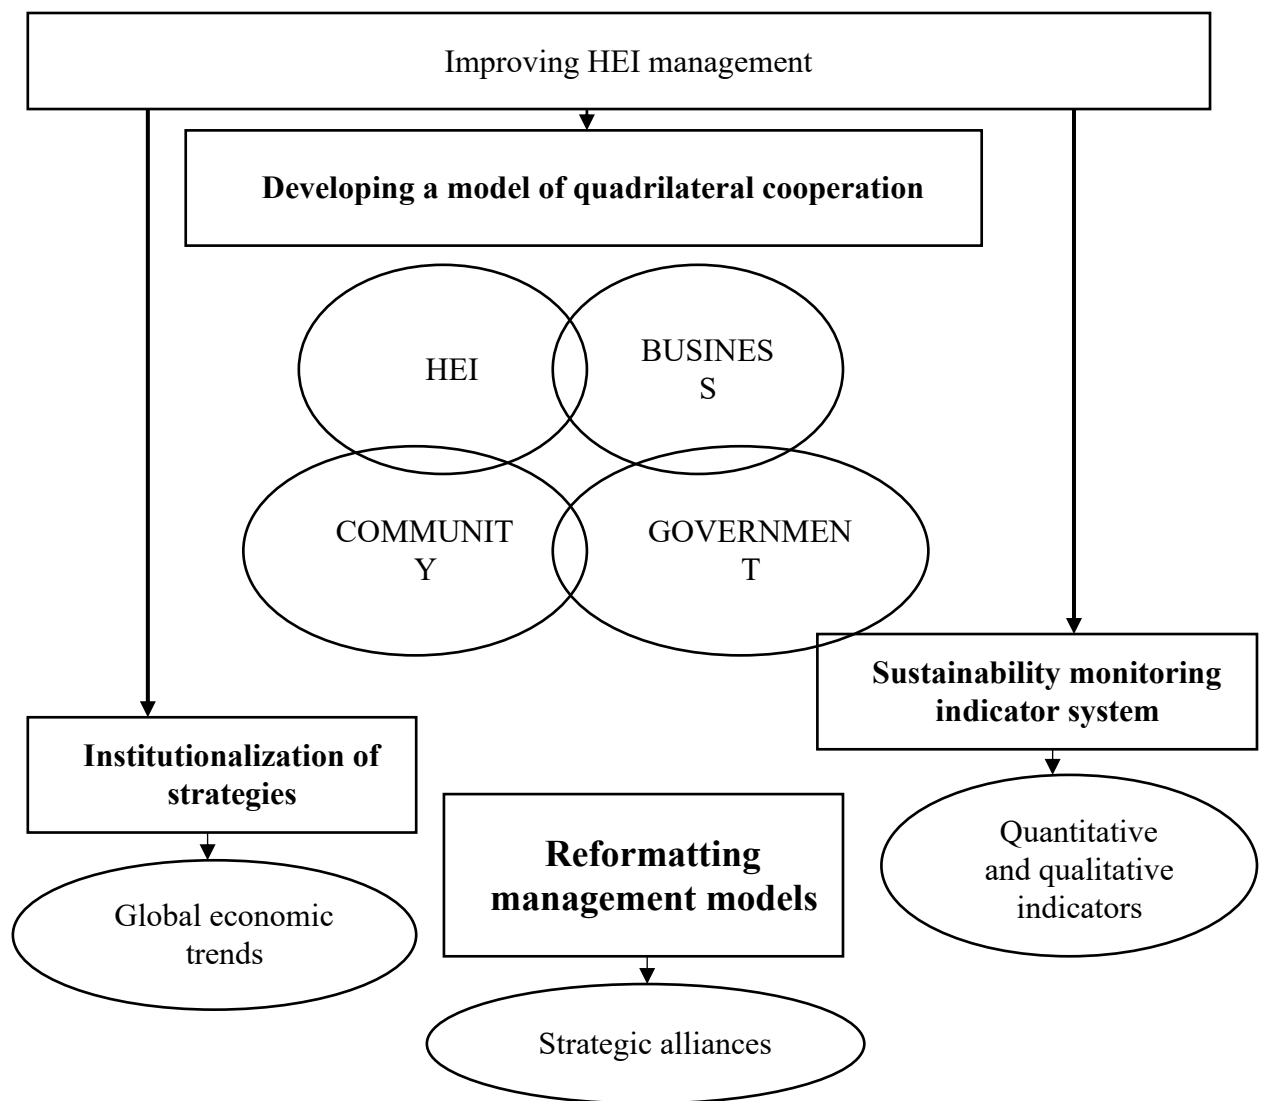 Improving HEI management
Developing a model of quadrilateral cooperation
HEI
BUSINES
S
COMMUNIT
Y
GOVERNMEN
T
Sustainability monitoring
indicator system
Institutionalization of
strategies
Reformatting
management models
Quantitative
and qualitative
indicators
Global economic
trends
Strategic alliances